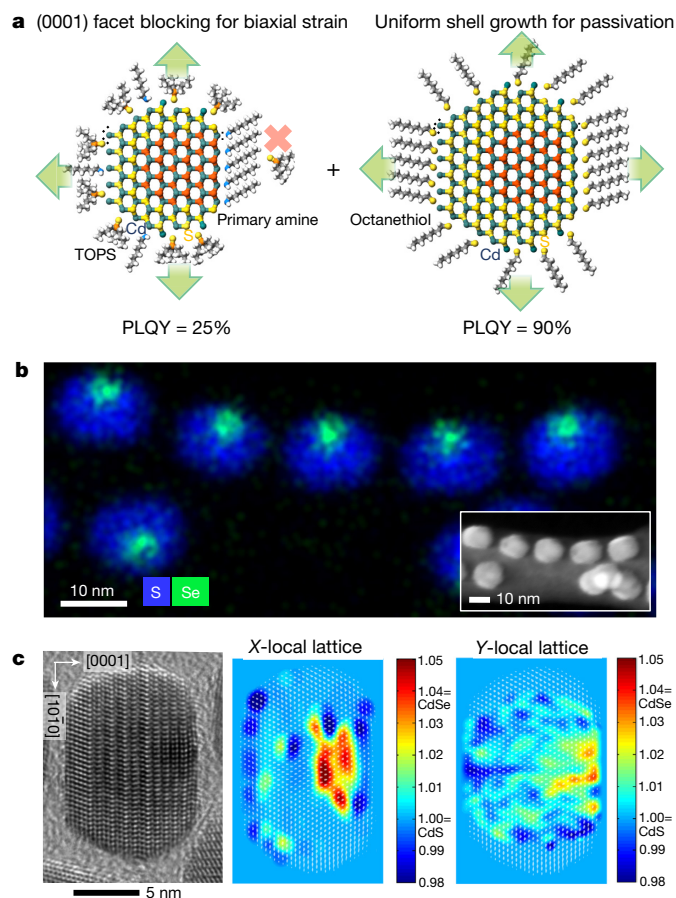 a (0001) facet blocking for biaxial strain
Uniform shell growth for passivation
Primary amine
+
Octanethiol
Cd
S
TOPS
Cd
S
PLQY = 25%
PLQY = 90%
b
10 nm
S
Se
10 nm
c
X-local lattice
Y-local lattice
[0001]
[101̄0]
1.05
1.04=
CdSe
1.03
1.02
1.01
1.00=
CdS
0.99
0.98
1.05
1.04=
CdSe
1.03
1.02
1.01
1.00=
CdS
0.99
0.98
5 nm